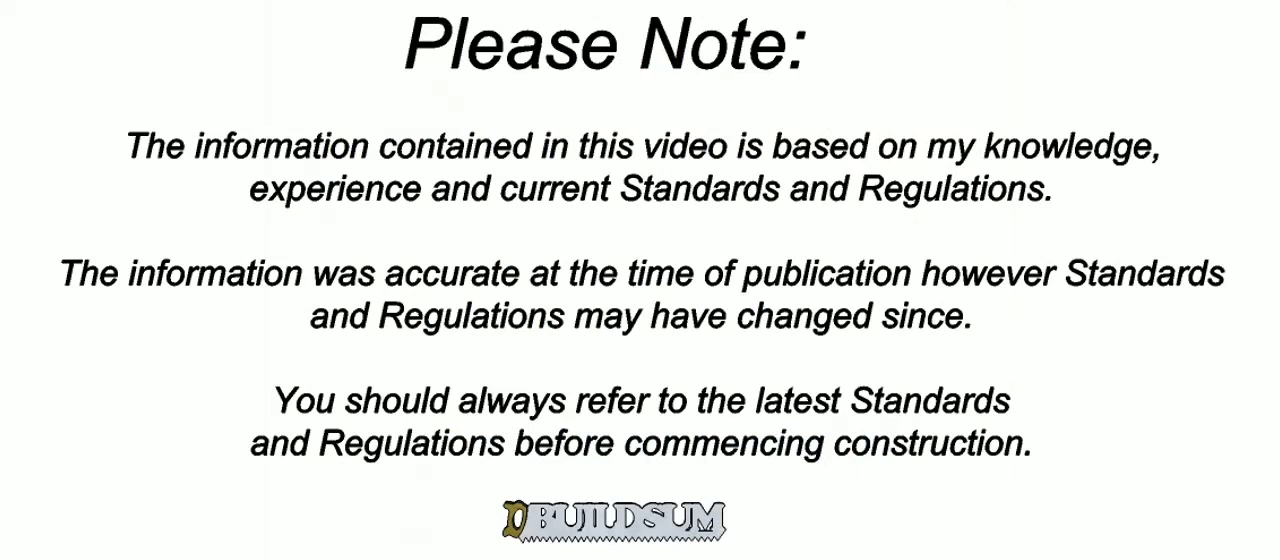 Please Note:
The information contained in this video is based on my knowledge,
experience and current Standards and Regulations.
The information was accurate at the time of publication however Standards
and Regulations may have changed since.
You should always refer to the latest Standards
and Regulations before commencing construction.
BUILDSUM